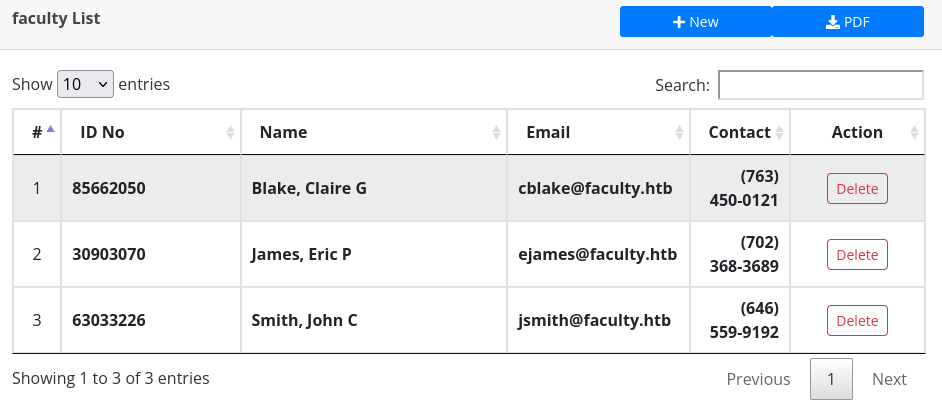 faculty List
New PDF
Show 10 entries Search:
# ID No Name Email Contact Action
1 85662050 Blake, Claire G cblake@faculty.htb (763) 450-0121 Delete
2 30903070 James, Eric P ejames@faculty.htb (702) 368-3689 Delete
3 63033226 Smith, John C jsmith@faculty.htb (646) 559-9192 Delete
Showing 1 to 3 of 3 entries Previous 1 Next